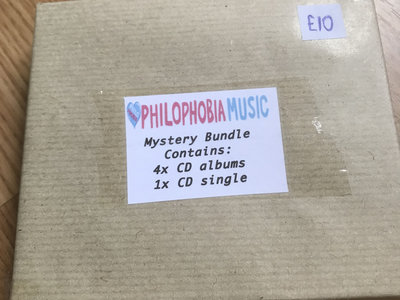 £10
PHILOPHOBIA MUSIC
Mystery Bundle
Contains:
4x CD albums
1x CD single